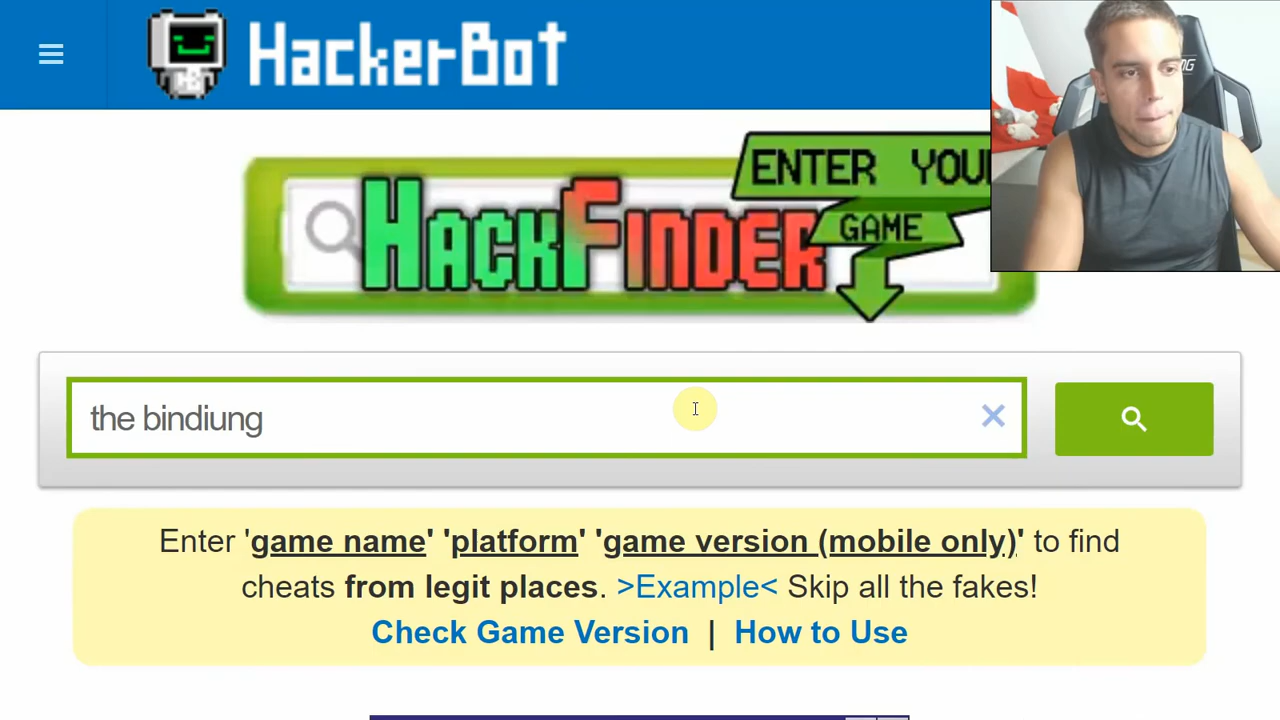 HackerBot
ENTER YOU
HackFinder
GAME
the bindiung
Enter 'game name' 'platform' 'game version (mobile only)' to find
cheats from legit places. >Example< Skip all the fakes!
Check Game Version | How to Use